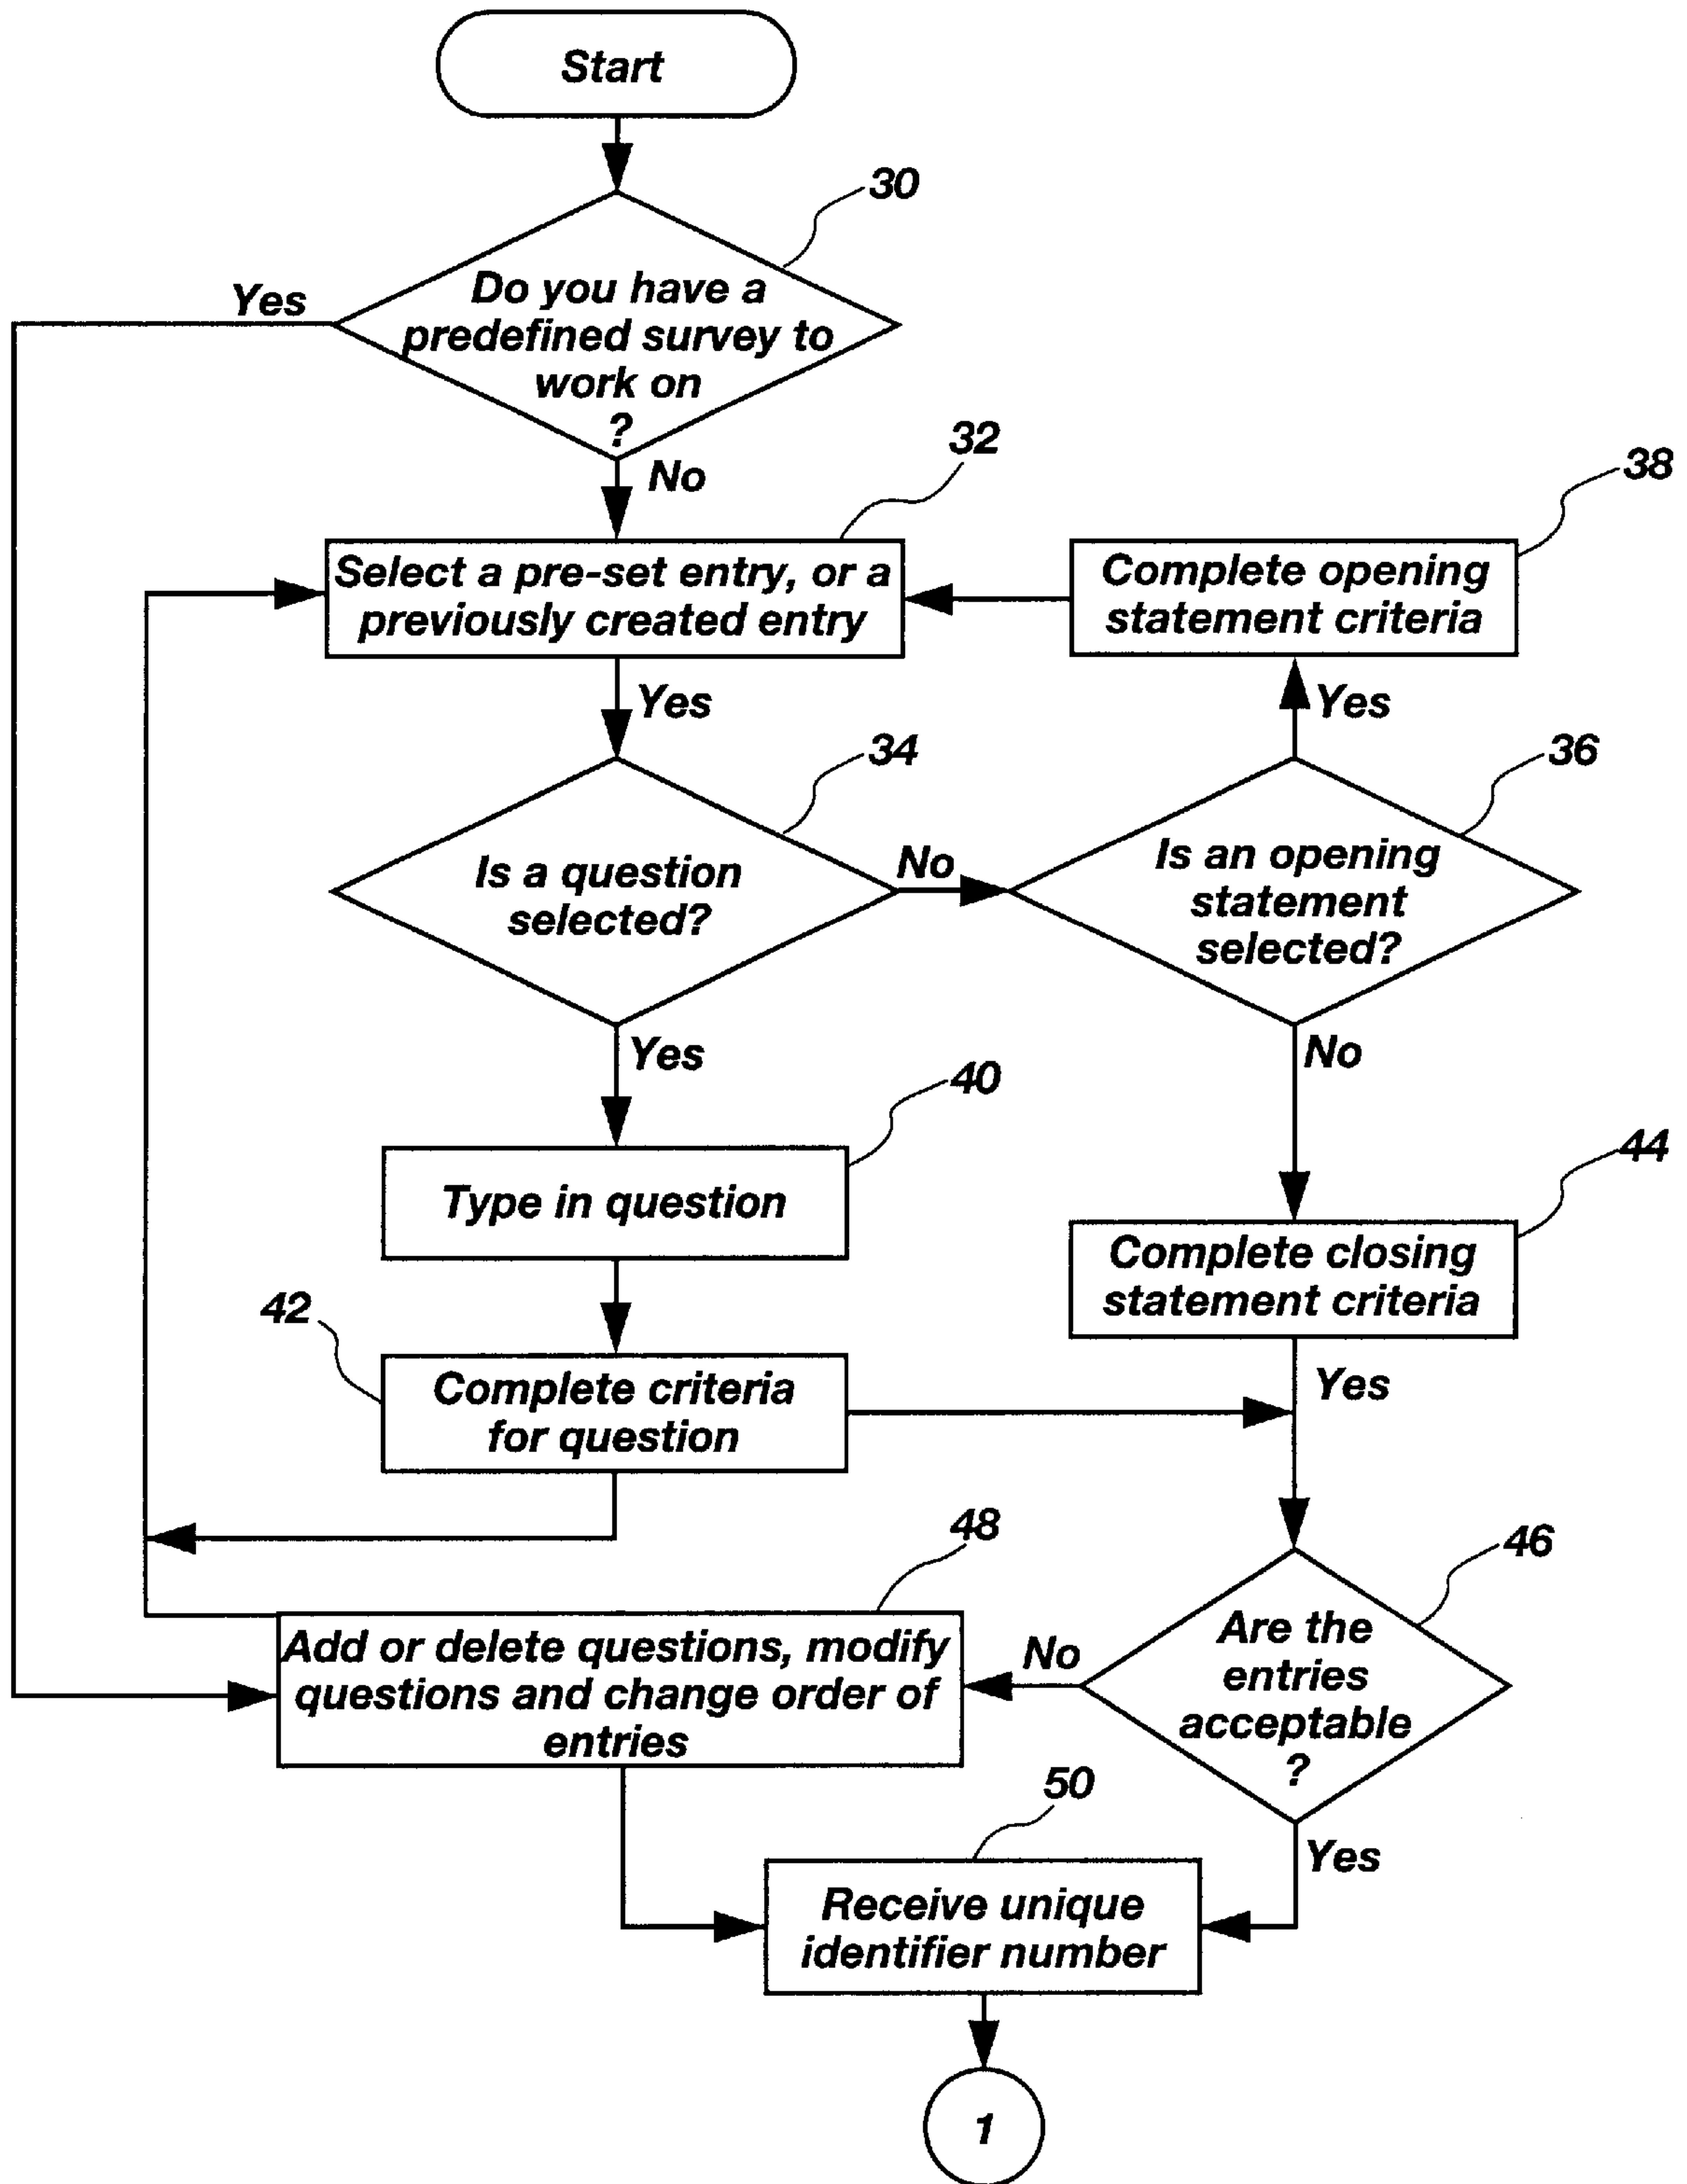 Start
30
Yes
Do you have a
predefined survey to
work on
?
No
32
38
Select a pre-set entry, or a
previously created entry
Complete opening
statement criteria
Yes
Yes
34
36
Is a question
selected?
No
Is an opening
statement
selected?
Yes
No
40
Type in question
44
Complete closing
statement criteria
42
Complete criteria
for question
Yes
48
46
Add or delete questions, modify
questions and change order of
entries
No
Are the
entries
acceptable
?
50
Yes
Receive unique
identifier number
1